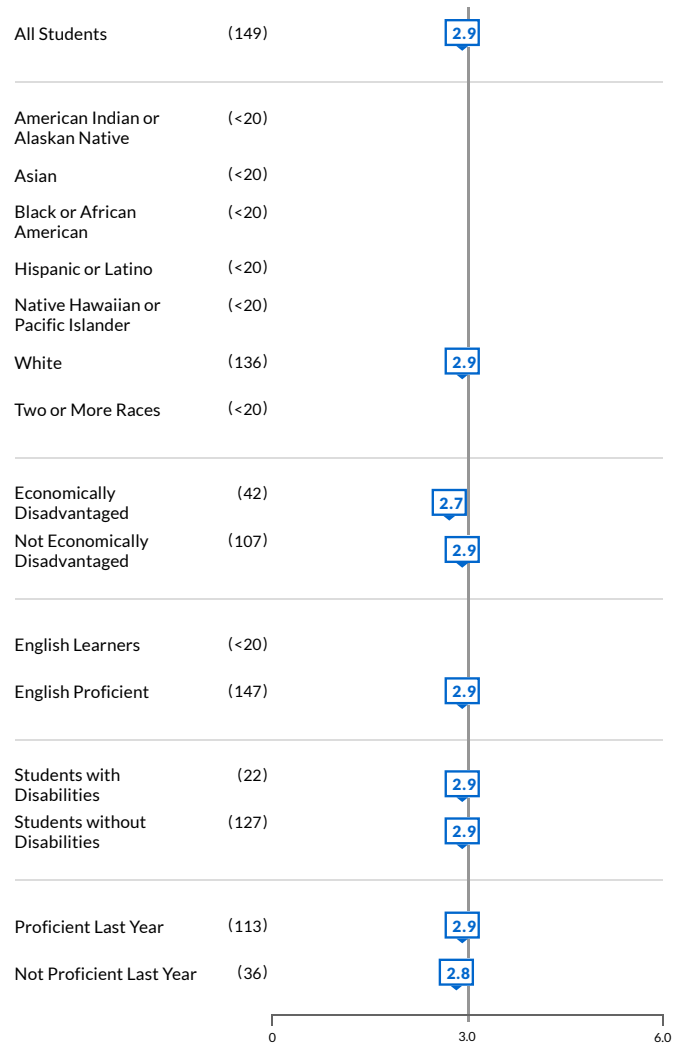 All Students (149) 2.9
American Indian or (<20)
Alaskan Native
Asian (<20)
Black or African (<20)
American
Hispanic or Latino (<20)
Native Hawaiian or (<20)
Pacific Islander
White (136) 2.9
Two or More Races (<20)
Economically (42) 2.7
Disadvantaged
Not Economically (107) 2.9
Disadvantaged
English Learners (<20)
English Proficient (147) 2.9
Students with (22) 2.9
Disabilities
Students without (127) 2.9
Disabilities
Proficient Last Year (113) 2.9
Not Proficient Last Year (36) 2.8
0 3.0 6.0